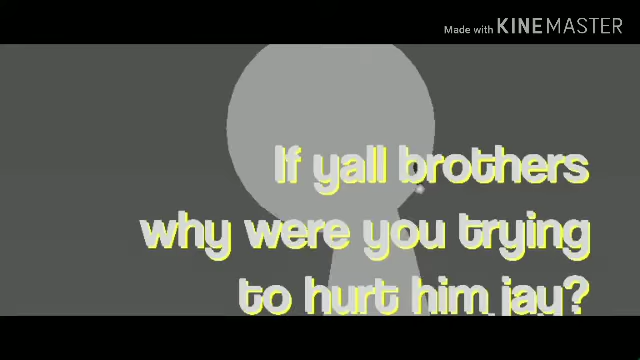 Made with KINEMASTER
If yall brothers
why were you trying
to hurt him jay?